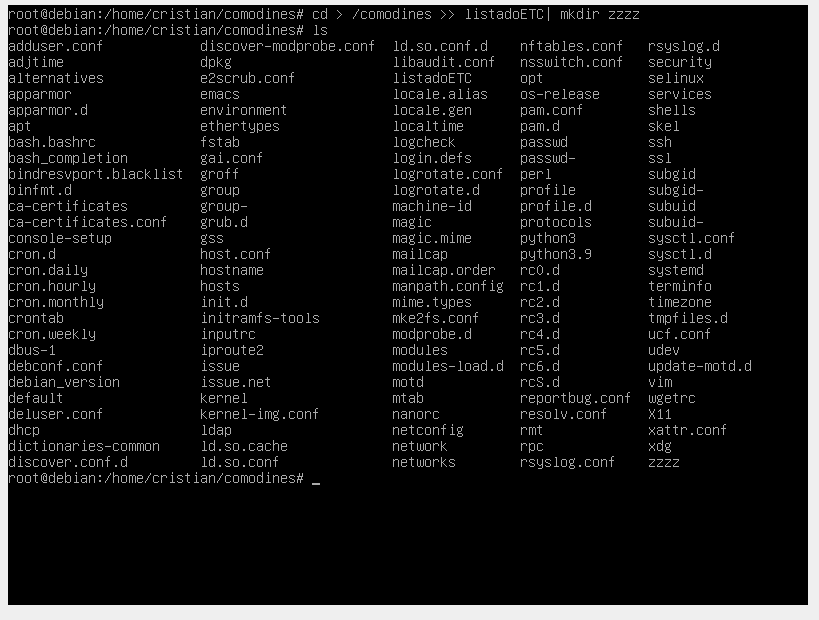 root@debian:/home/cristian/comodines# cd > /comodines >> listadoETC| mkdir zzzz
root@debian:/home/cristian/comodines# ls
adduser.conf discover-modprobe.conf ld.so.conf.d nftables.conf rsyslog.d
adjtime dpkg libaudit.conf nsswitch.conf security
alternatives e2scrub.conf listadoETC opt selinux
apparmor emacs locale.alias os-release services
apparmor.d environment locale.gen pam.conf shells
apt ethertypes localtime pam.d skel
bash.bashrc fstab logcheck passwd ssh
bash_completion gai.conf login.defs passwd- ssl
bindresvport.blacklist groff logrotate.conf perl subgid
binfmt.d group logrotate.d profile subgid-
ca-certificates group- machine-id profile.d subuid
ca-certificates.conf grub.d magic protocols subuid-
console-setup gss magic.mime python3 sysctl.conf
cron.d host.conf mailcap python3.9 sysctl.d
cron.daily hostname mailcap.order rc0.d systemd
cron.hourly hosts manpath.config rc1.d terminfo
cron.monthly init.d mime.types rc2.d timezone
crontab initramfs-tools mke2fs.conf rc3.d tmpfiles.d
cron.weekly inputrc modprobe.d rc4.d ucf.conf
dbus-1 iproute2 modules rc5.d udev
debconf.conf issue modules-load.d rc6.d update-motd.d
debian_version issue.net motd rcS.d vim
default kernel mtab reportbug.conf wgetrc
deluser.conf kernel-img.conf nanorc resolv.conf X11
dhcp ldap netconfig rmt xattr.conf
dictionaries-common ld.so.cache network rpc xdg
discover.conf.d ld.so.conf networks rsyslog.conf zzzz
root@debian:/home/cristian/comodines# _